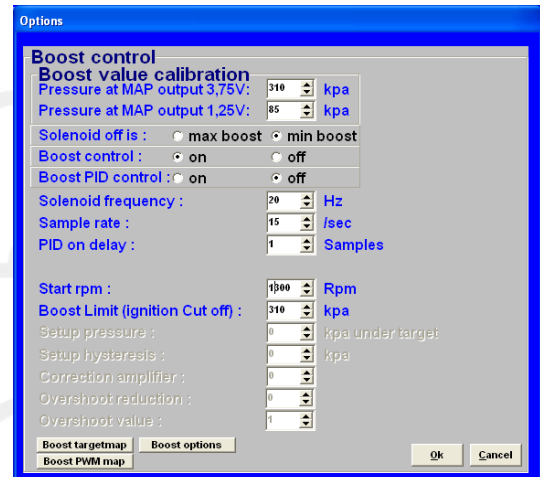 Options
Boost control
Boost value calibration
Pressure at MAP output 3,75V: 310 kpa
Pressure at MAP output 1,25V: 85 kpa
Solenoid off is : max boost min boost
Boost control : on off
Boost PID control : on off
Solenoid frequency : 20 Hz
Sample rate : 15 /sec
PID on delay : 1 Samples
Start rpm : 1300 Rpm
Boost Limit (ignition Cut off) : 310 kpa
Setup pressure : 0 kpa under target
Setup hysteresis : 0 kpa
Correction amplifier : 0
Overshoot reduction : 0
Overshoot value : 1
Boost targetmap Boost options
Boost PWM map Ok Cancel